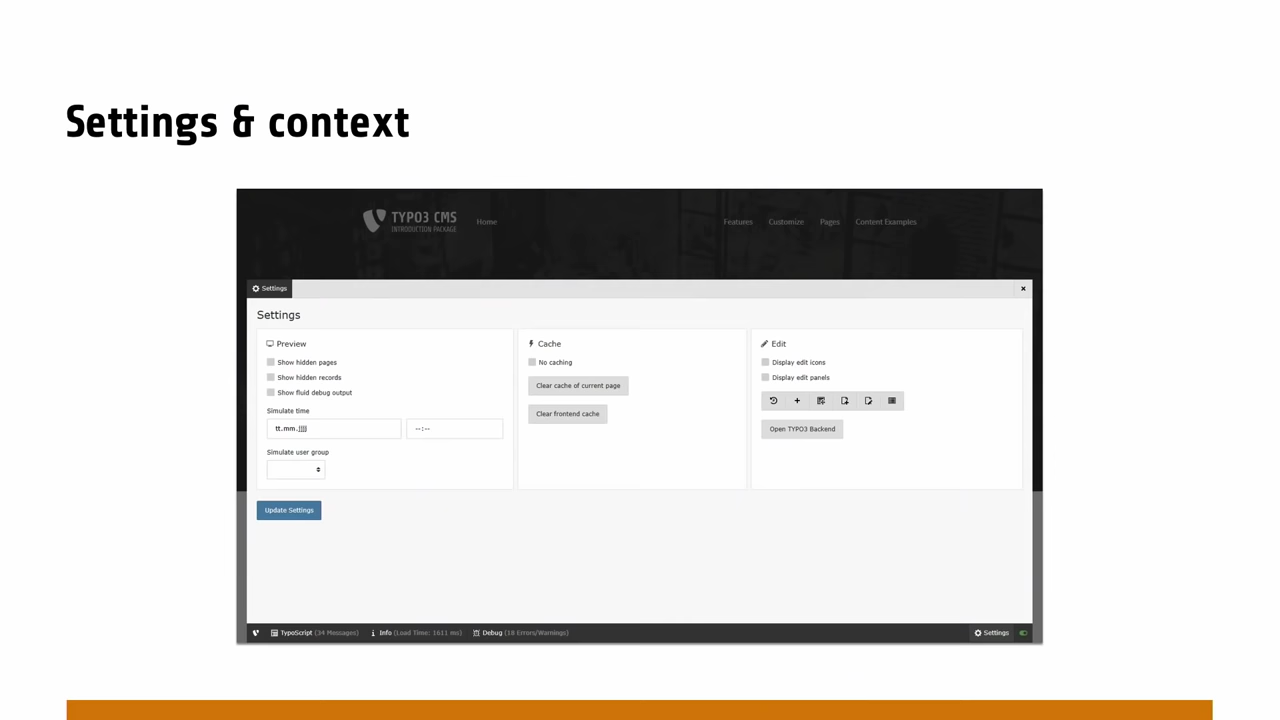 Settings & context
TYPO3 CMS
INTRODUCTION PACKAGE
Home
Features
Customize
Pages
Content Examples
Settings
Settings
Preview
Show hidden pages
Show hidden records
Show fluid debug output
Simulate time
tt.mm.jjjj
--:--
Simulate user group
Cache
No caching
Clear cache of current page
Clear frontend cache
Edit
Display edit icons
Display edit panels
Open TYPO3 Backend
Update Settings
TypoScript (34 Messages)
Info (Load Time: 1611 ms)
Debug (18 Errors/Warnings)
Settings